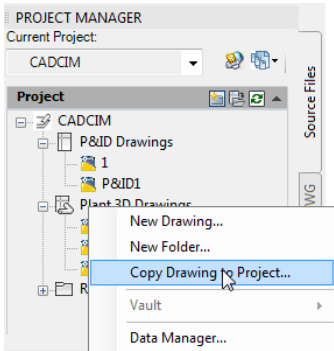 PROJECT MANAGER
Current Project:
CADCIM
Project
CADCIM
P&ID Drawings
1
P&ID1
Plant 3D Drawings
R
New Drawing...
New Folder...
Copy Drawing to Project...
Vault
Data Manager...
Source Files
DWG